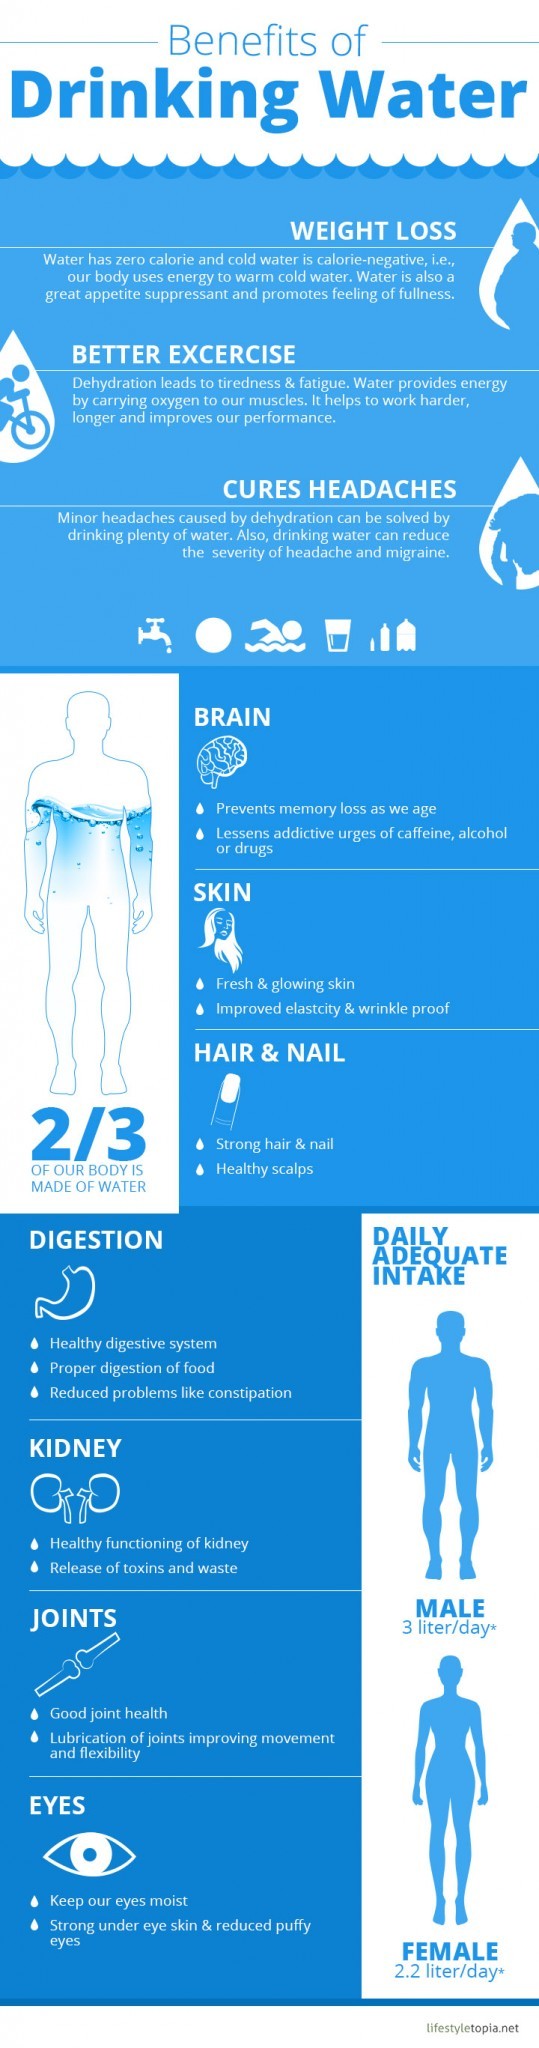 Benefits of
Drinking Water
WEIGHT LOSS
Water has zero calorie and cold water is calorie-negative, i.e.,
our body uses energy to warm cold water. Water is also a
great appetite suppressant and promotes feeling of fullness.
BETTER EXCERCISE
Dehydration leads to tiredness & fatigue. Water provides energy
by carrying oxygen to our muscles. It helps to work harder,
longer and improves our performance.
CURES HEADACHES
Minor headaches caused by dehydration can be solved by
drinking plenty of water. Also, drinking water can reduce
the severity of headache and migraine.
BRAIN
Prevents memory loss as we age
Lessens addictive urges of caffeine, alcohol
or drugs
SKIN
Fresh & glowing skin
Improved elastcity & wrinkle proof
HAIR & NAIL
Strong hair & nail
Healthy scalps
2/3
OF OUR BODY IS
MADE OF WATER
DIGESTION
Healthy digestive system
Proper digestion of food
Reduced problems like constipation
KIDNEY
Healthy functioning of kidney
Release of toxins and waste
JOINTS
Good joint health
Lubrication of joints improving movement
and flexibility
EYES
Keep our eyes moist
Strong under eye skin & reduced puffy
eyes
DAILY
ADEQUATE
INTAKE
MALE
3 liter/day*
FEMALE
2.2 liter/day*
lifestyletopia.net